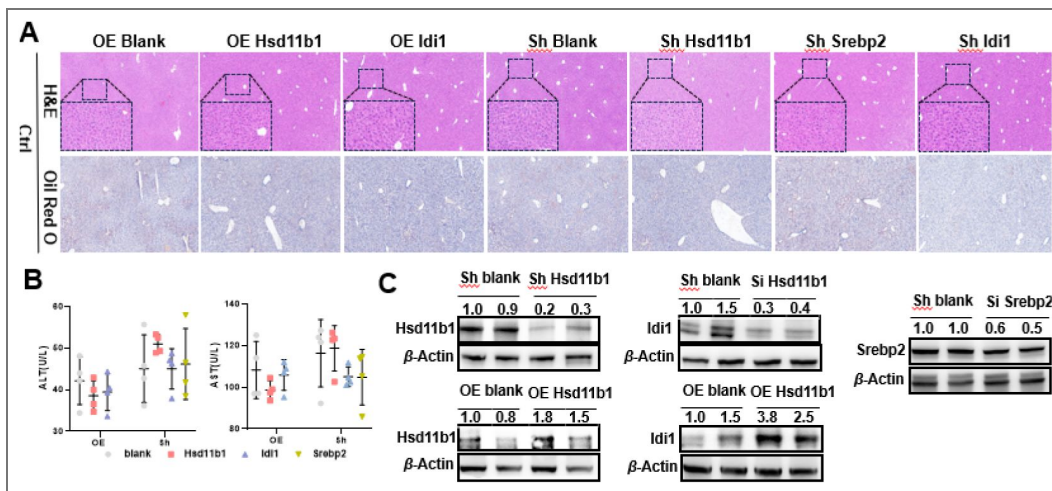 A
OE Blank OE Hsd11b1 OE Idi1 Sh Blank Sh Hsd11b1 Sh Srebp2 Sh Idi1
Ctrl
H&E
Oil Red O
B
ALT(U/L)
60
40
20
OE Sh
AST(U/L)
140
120
100
80
OE Sh
blank Hsd11b1 Idi1 Srebp2
C
Sh blank Sh Hsd11b1
1.0 0.9 0.2 0.3
Hsd11b1
β-Actin
Sh blank Si Hsd11b1
1.0 1.5 0.3 0.4
Idi1
β-Actin
Sh blank Si Srebp2
1.0 1.0 0.6 0.5
Srebp2
β-Actin
OE blank OE Hsd11b1
1.0 0.8 1.8 1.5
Hsd11b1
β-Actin
OE blank OE Hsd11b1
1.0 1.5 3.8 2.5
Idi1
β-Actin